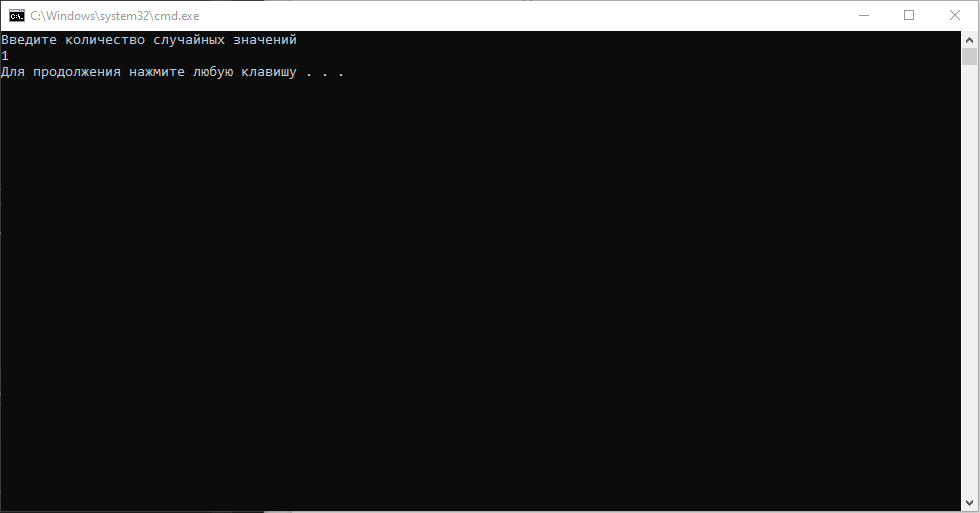 C:\Windows\system32\cmd.exe
Введите количество случайных значений
1
Для продолжения нажмите любую клавишу . . .